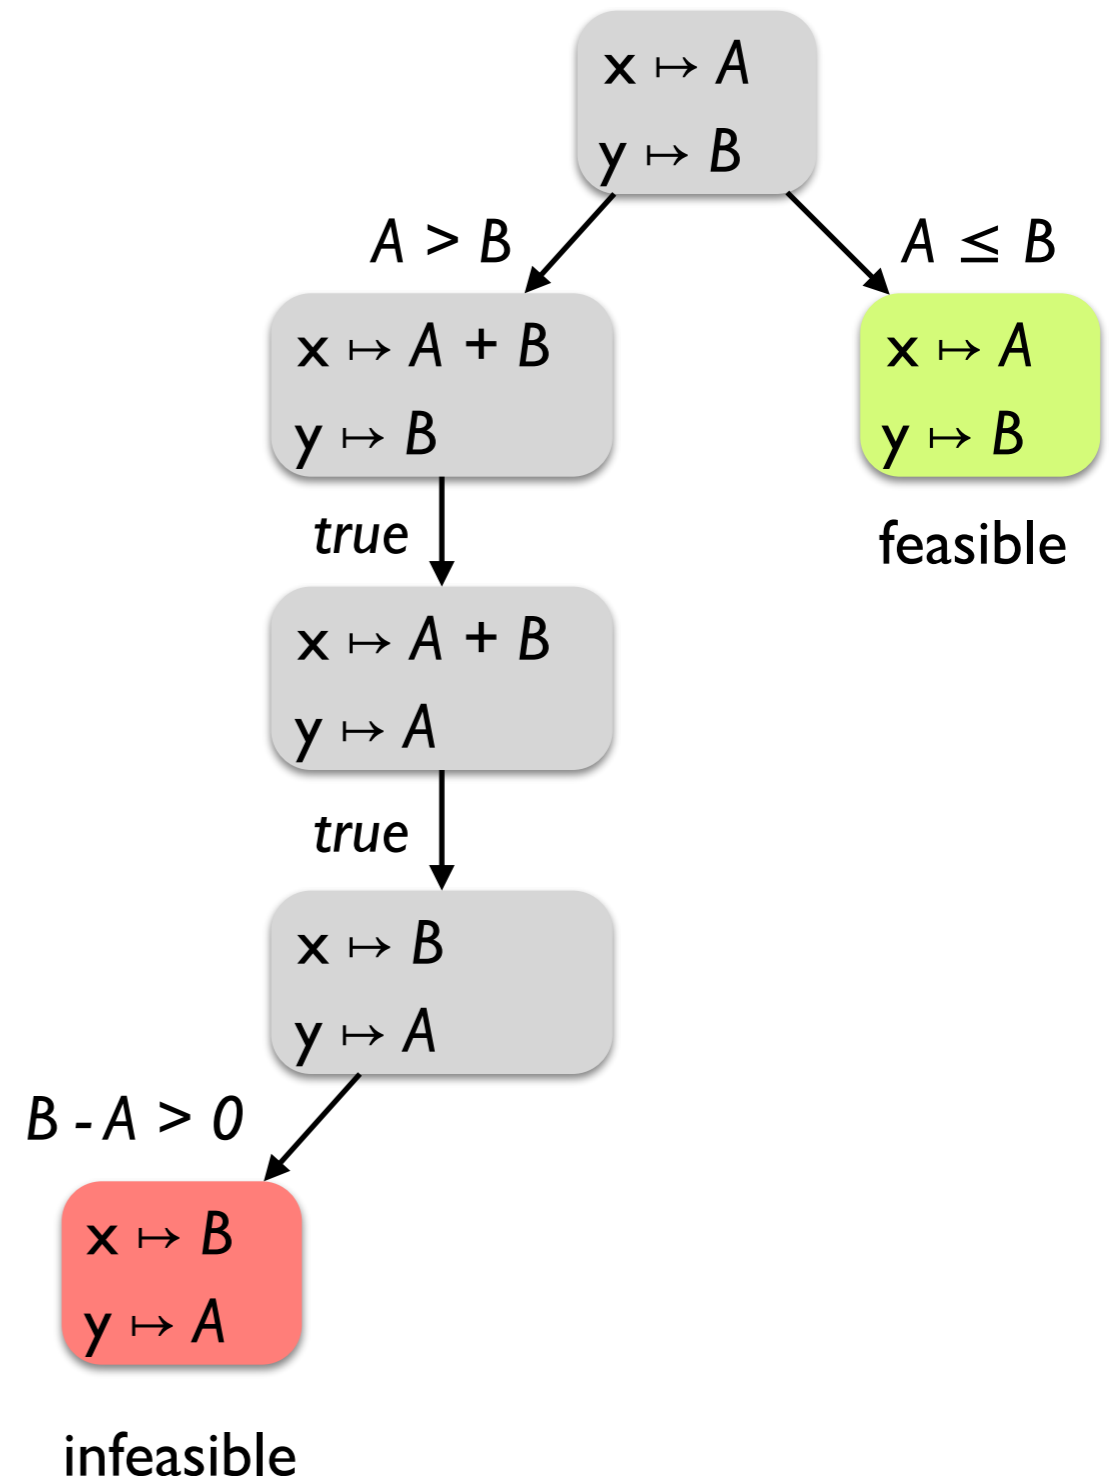 x ↦ A
y ↦ B
A > B
A ≤ B
x ↦ A + B
y ↦ B
x ↦ A
y ↦ B
feasible
true
x ↦ A + B
y ↦ A
true
x ↦ B
y ↦ A
B - A > 0
x ↦ B
y ↦ A
infeasible